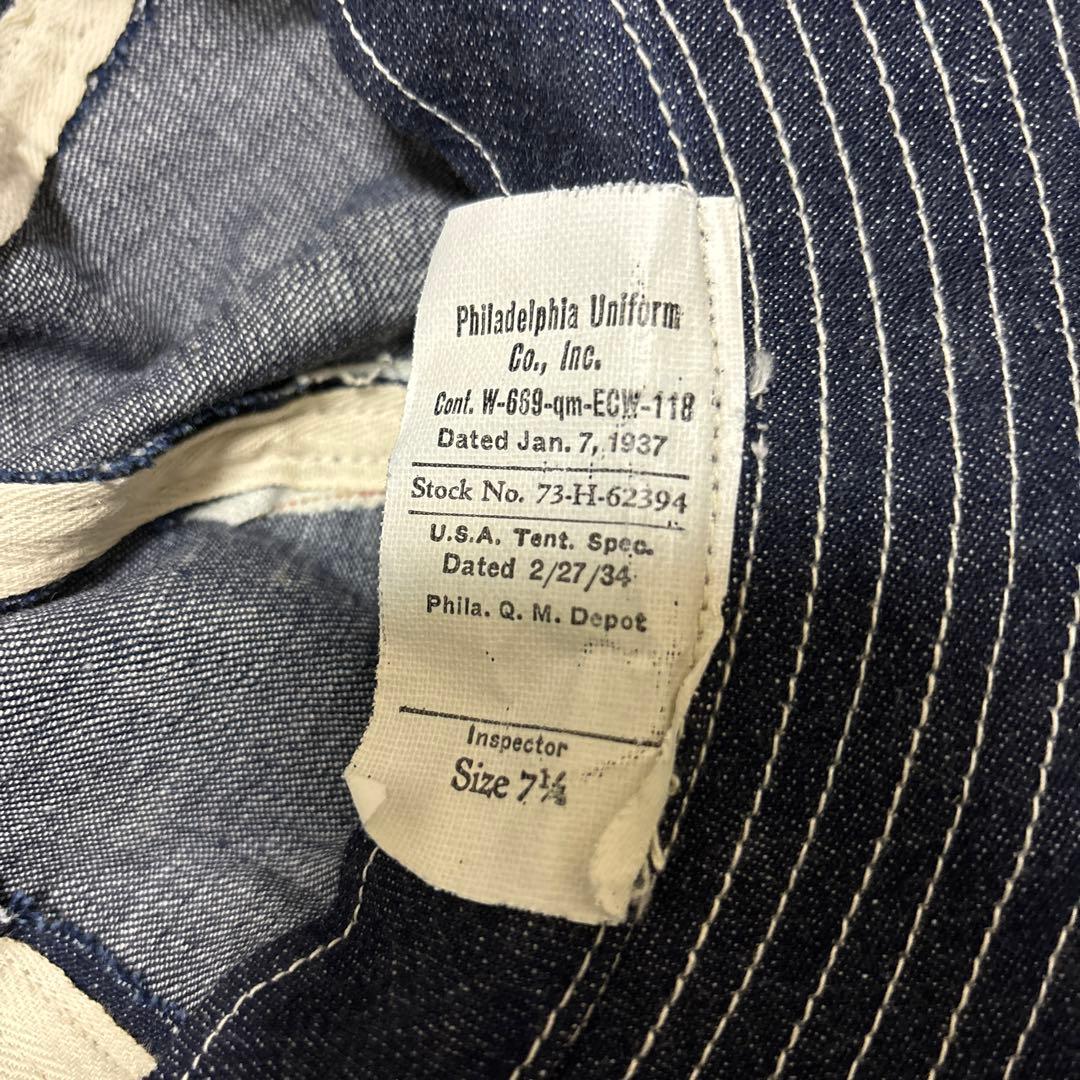 Philadelphia Uniform
Co., Inc.
Cont. W-669-qm-ECW-118
Dated Jan. 7, 1937
Stock No. 73-H-62394
U.S.A. Tent. Spec.
Dated 2/27/34
Phila. Q. M. Depot
Inspector
Size 7¼